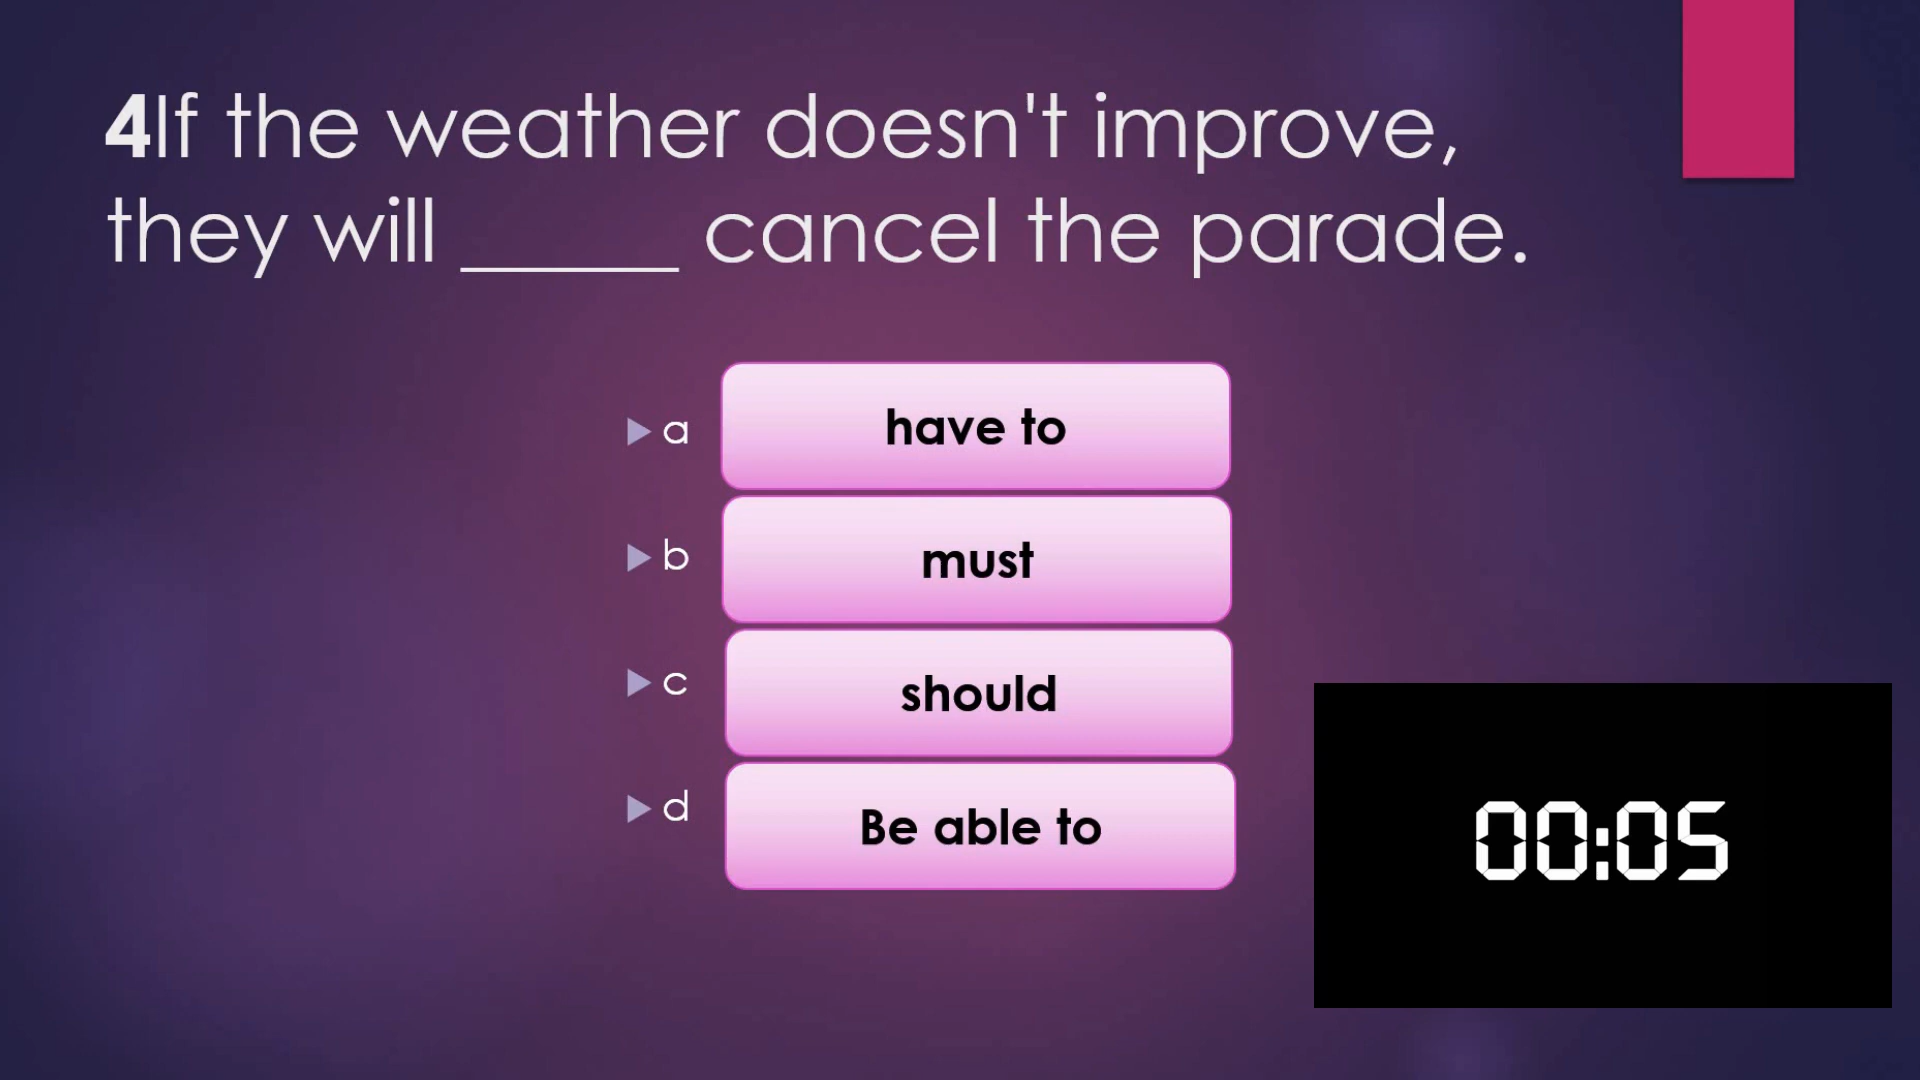 4If the weather doesn't improve,
they will _____ cancel the parade.
a have to
b must
c should
d Be able to
00:05